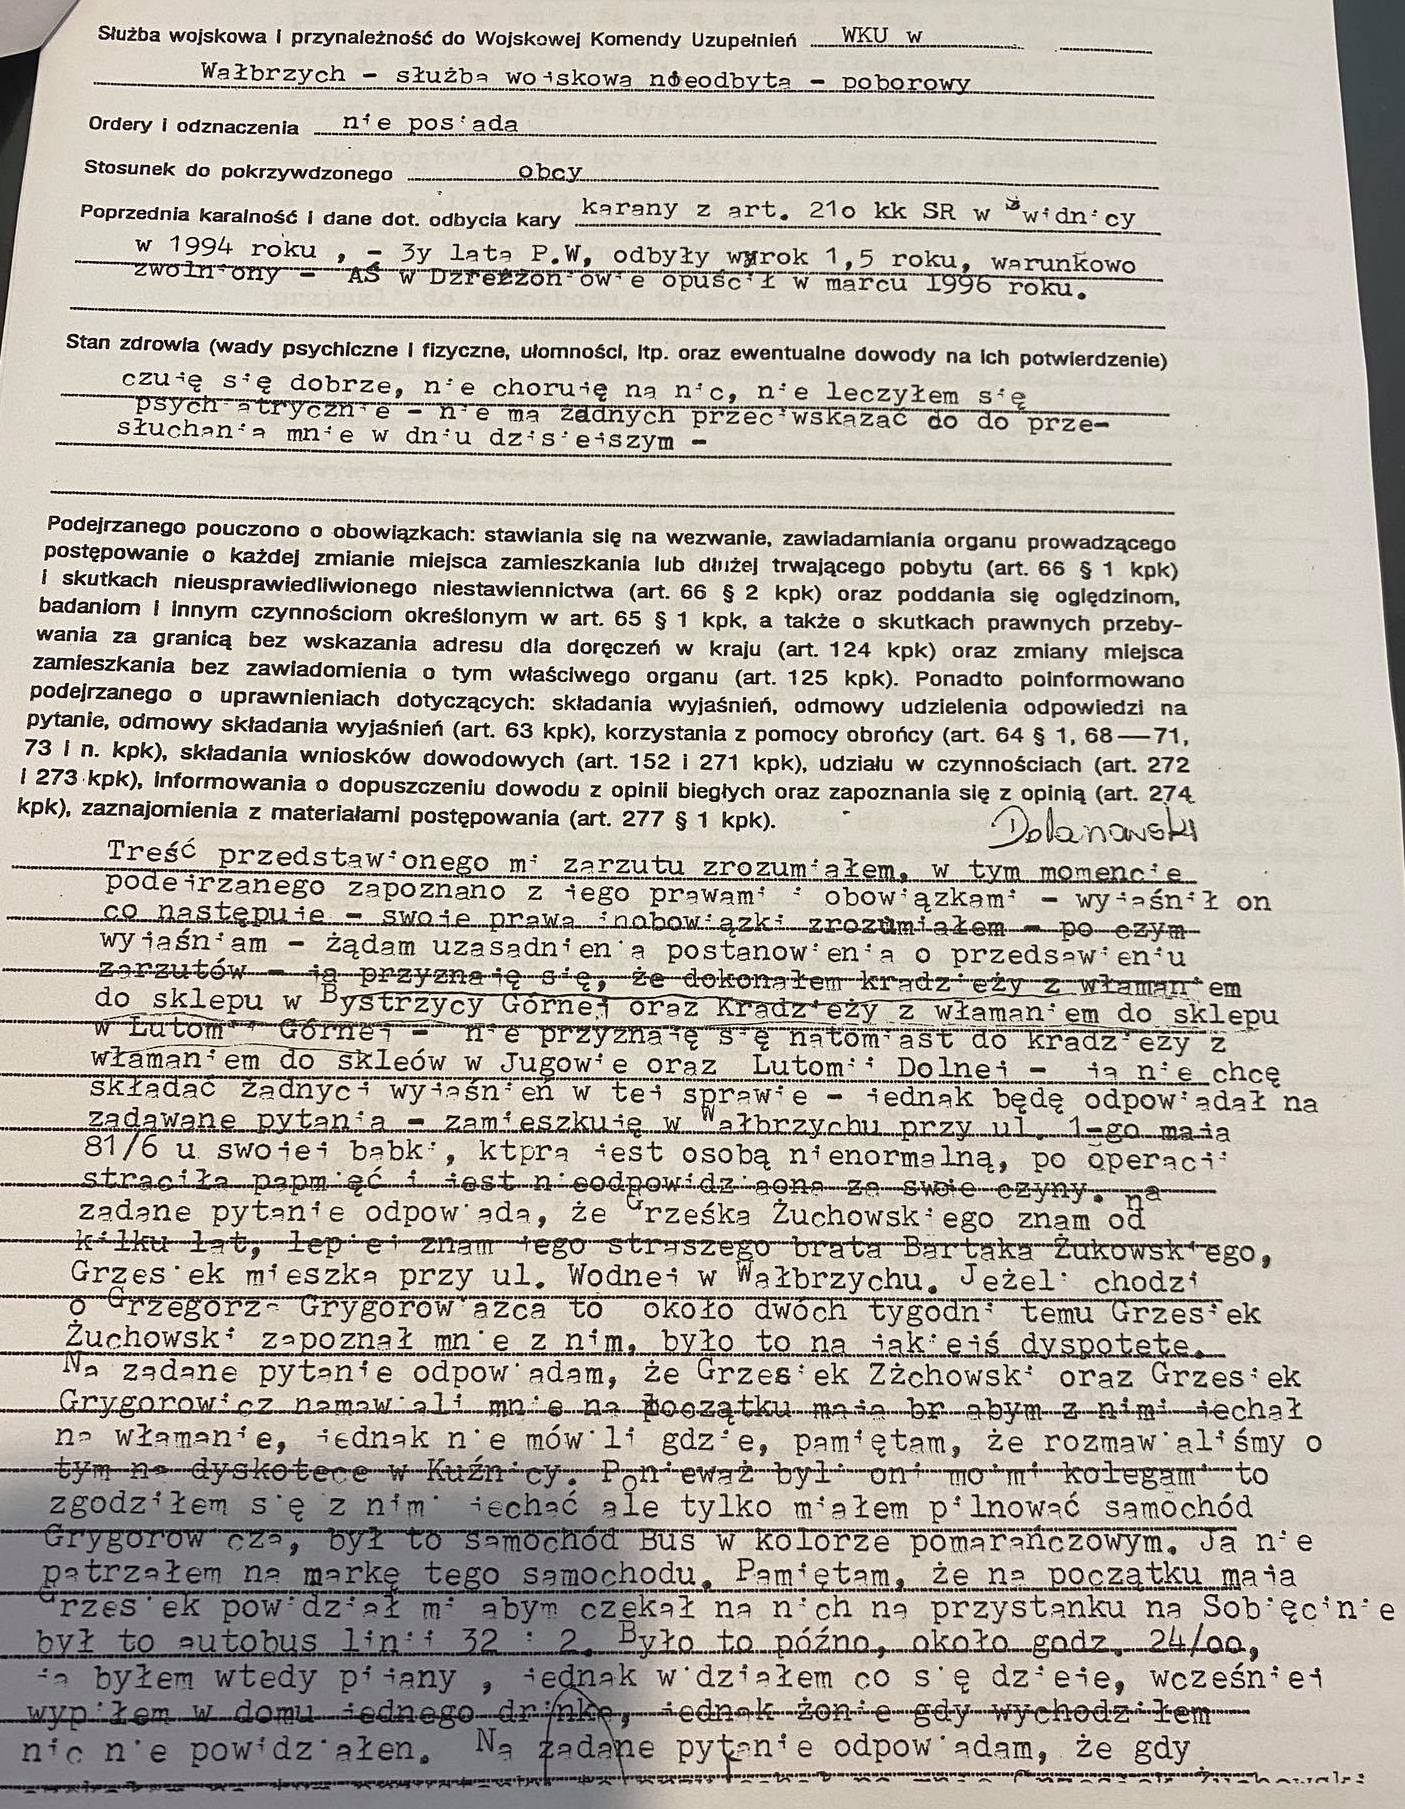 Służba wojskowa i przynależność do Wojskowej Komendy Uzupełnień WKU w
Wałbrzych - służba wojskowa nieodbyta - poborowy
Ordery i odznaczenia nie posiada
Stosunek do pokrzywdzonego obcy
Poprzednia karalność i dane dot. odbycia kary karany z art. 21o kk SR w Świdnicy
w 1994 roku , - 3y lata P.W, odbyły wyrok 1,5 roku, warunkowo
zwolniony - AŚ w Dzreżżoniowie opuścił w marcu 1996 roku.
Stan zdrowia (wady psychiczne i fizyczne, ułomności, itp. oraz ewentualne dowody na ich potwierdzenie)
czuję się dobrze, nie choruję na nic, nie leczyłem się
psychiatrycznie - nie ma żadnych przeciwskazać do do prze-
słuchania mnie w dniu dzisiejszym -
Podejrzanego pouczono o obowiązkach: stawiania się na wezwanie, zawiadamiania organu prowadzącego
postępowanie o każdej zmianie miejsca zamieszkania lub dłużej trwającego pobytu (art. 66 § 1 kpk)
i skutkach nieusprawiedliwionego niestawiennictwa (art. 66 § 2 kpk) oraz poddania się oględzinom,
badaniom i innym czynnościom określonym w art. 65 § 1 kpk, a także o skutkach prawnych przeby-
wania za granicą bez wskazania adresu dla doręczeń w kraju (art. 124 kpk) oraz zmiany miejsca
zamieszkania bez zawiadomienia o tym właściwego organu (art. 125 kpk). Ponadto poinformowano
podejrzanego o uprawnieniach dotyczących: składania wyjaśnień, odmowy udzielenia odpowiedzi na
pytanie, odmowy składania wyjaśnień (art. 63 kpk), korzystania z pomocy obrońcy (art. 64 § 1, 68—71,
73 i n. kpk), składania wniosków dowodowych (art. 152 i 271 kpk), udziału w czynnościach (art. 272
i 273 kpk), informowania o dopuszczeniu dowodu z opinii biegłych oraz zapoznania się z opinią (art. 274
kpk), zaznajomienia z materiałami postępowania (art. 277 § 1 kpk). Dolanowski
Treść przedstawionego mi zarzutu zrozumiałem, w tym momencie
podejrzanego zapoznano z jego prawami i obowiązkami - wyjaśnił on
co następuje - swoje prawa inobowiązki zrozumiałem - po czym
wyjaśniam - żądam uzasadnienia postanowienia o przedsawieniu
zarzutów - ja przyznaję się, że dokonałem kradzieży z włamaniem
do sklepu w Bystrzycy Górnej oraz Kradzieży z włamaniem do sklepu
w Lutomii Górnej - nie przyznaję się natomiast do kradzieży z
włamaniem do skleów w Jugowie oraz Lutomii Dolnej - ja nie chcę
składać żadnyci wyjaśnień w tej sprawie - jednak będę odpowiadał na
zadawane pytania - zamieszkuję w Wałbrzychu przy ul. 1-go maja
81/6 u swojej babki, ktpra jest osobą nienormalną, po operacji
straciła papmięć i jest nieodpowidziaona za swoje czyny. na
zadane pytanie odpowiada, że Grześka Żuchowskiego znam od
kilku lat, lepiej znam jego straszego brata Bartaka Żukowskiego,
Grzesiek mieszka przy ul. Wodnej w Wałbrzychu. Jeżeli chodzi
o Grzegorza Grygorowiazca to około dwóch tygodni temu Grzesiek
Żuchowski zapoznał mnie z nim, było to na jakiejś dyspotete.
Na zadane pytanie odpowiadam, że Grzesiek Zżchowski oraz Grzesiek
Grygorowicz namawiali mnie na początku maja br abym z nimi jechał
na włamanie, jednak nie mówili gdzie, pamiętam, że rozmawialiśmy o
tym na dyskotece w Kuźnicy. Ponieważ byli oni moimi kolegami to
zgodziłem się z nimi jechać ale tylko miałem pilnować samochód
Grygorowicza, był to samochód Bus w kolorze pomarańczowym. Ja nie
patrzałem na markę tego samochodu. Pamiętam, że na początku maja
Grzesiek powidział mi abym czekał na nich na przystanku na Sobięcinie
był to autobus linii 32 i 2. Było to późno, około godz. 24/oo,
ja byłem wtedy pijany , jednak widziałem co się dzieje, wcześniej
wypiłem w domu jednego drinka, jednak żonie gdy wychodziłem
nic nie powidziałen. Na zadane pytanie odpowiadam, że gdy